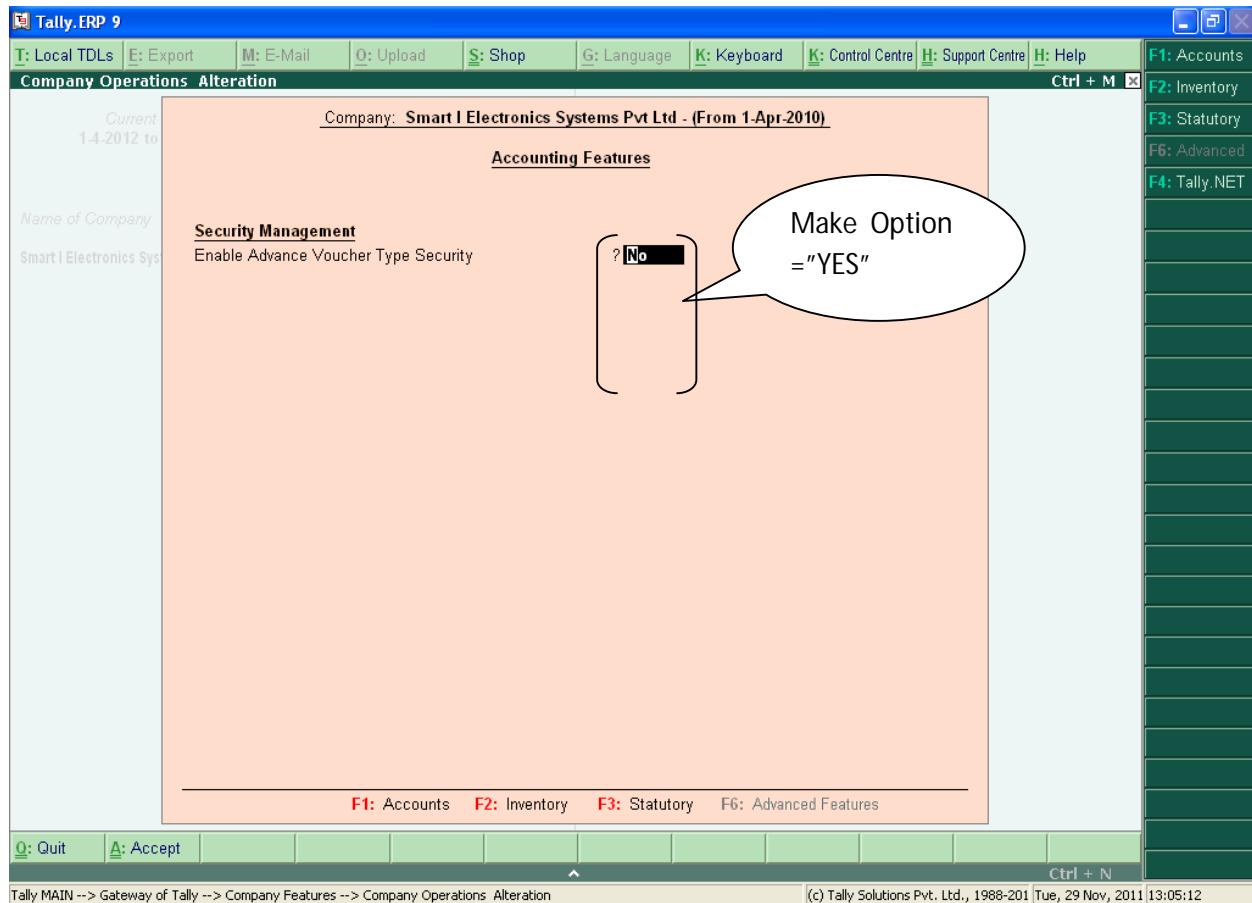 Tally.ERP 9
T: Local TDLs E: Export M: E-Mail O: Upload S: Shop G: Language K: Keyboard K: Control Centre H: Support Centre H: Help F1: Accounts
Company Operations Alteration Ctrl + M
F2: Inventory
F3: Statutory
F6: Advanced
F4: Tally.NET
Current
1-4-2012 to
Name of Company
Smart I Electronics Sys
Company: Smart I Electronics Systems Pvt Ltd - (From 1-Apr-2010)
Accounting Features
Security Management
Enable Advance Voucher Type Security ? No
Make Option
="YES"
F1: Accounts F2: Inventory F3: Statutory F6: Advanced Features
Q: Quit A: Accept
Ctrl + N
Tally MAIN --> Gateway of Tally --> Company Features --> Company Operations Alteration (c) Tally Solutions Pvt. Ltd., 1988-201 Tue, 29 Nov, 2011 13:05:12